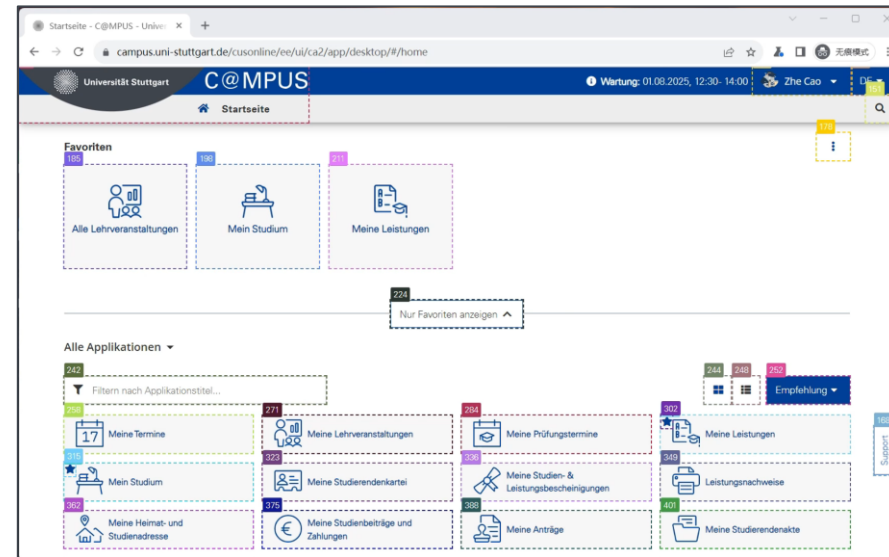 Startseite - C@MPUS - Univer
campus.uni-stuttgart.de/cusonline/ee/ui/ca2/app/desktop/#/home
无痕模式
Universität Stuttgart
C@MPUS
Wartung: 01.08.2025, 12:30- 14:00
Zhe Cao
DE
151
Startseite
178
Favoriten
185
198
211
Alle Lehrveranstaltungen
Mein Studium
Meine Leistungen
224
Nur Favoriten anzeigen
Alle Applikationen
242
244
248
252
Filtern nach Applikationstitel...
Empfehlung
271
284
302
17
Meine Termine
Meine Lehrveranstaltungen
Meine Prüfungstermine
Meine Leistungen
Support
315
323
336
349
Mein Studium
Meine Studierendenkartei
Meine Studien- &
Leistungsbescheinigungen
Leistungsnachweise
362
375
388
401
Meine Heimat- und
Studienadresse
Meine Studienbeiträge und
Zahlungen
Meine Anträge
Meine Studierendenakte